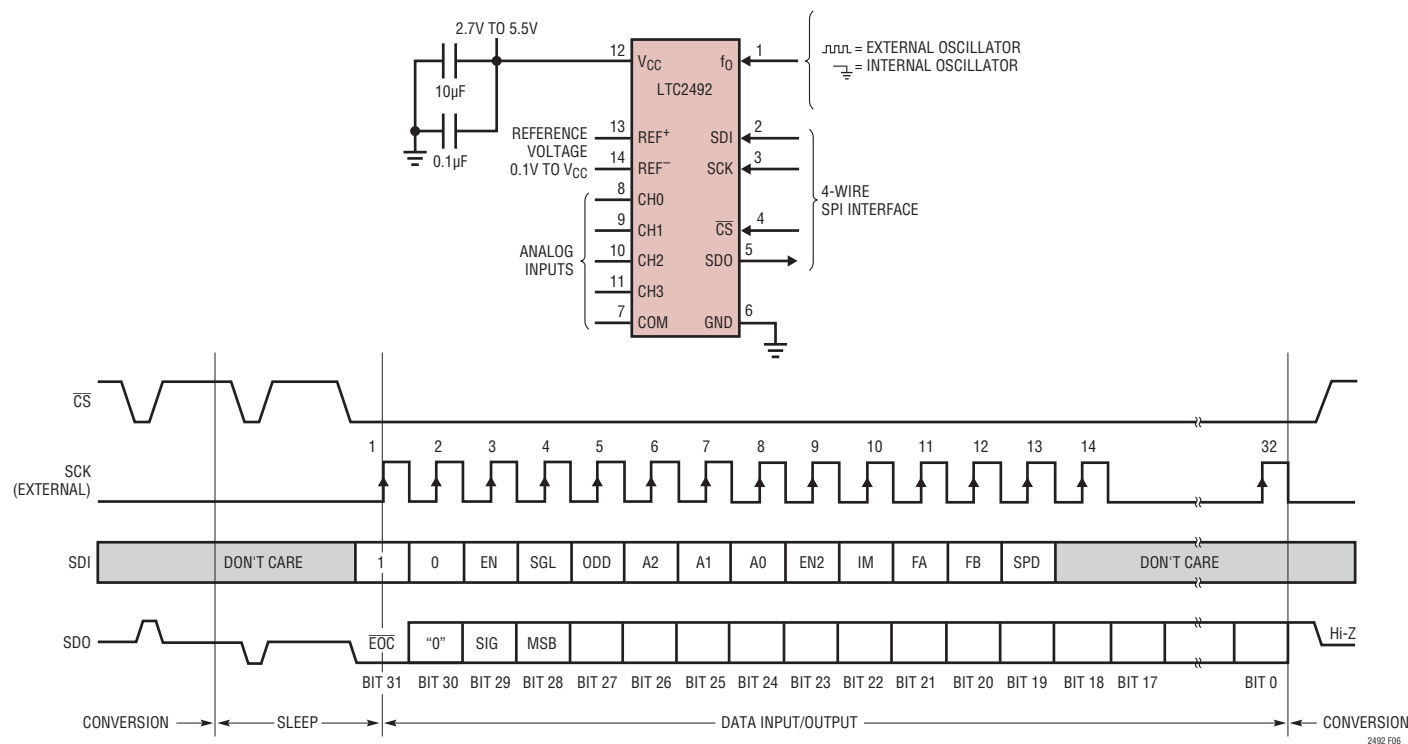 2.7V TO 5.5V
10µF
0.1µF
REFERENCE
VOLTAGE
0.1V TO VCC
ANALOG
INPUTS
12
13
14
8
9
10
11
7
VCC
LTC2492
REF+
REF−
CH0
CH1
CH2
CH3
COM
fO
SDI
SCK
CS
SDO
GND
1
2
3
4
5
6
= EXTERNAL OSCILLATOR
= INTERNAL OSCILLATOR
4-WIRE
SPI INTERFACE
CS
SCK
(EXTERNAL)
1 2 3 4 5 6 7 8 9 10 11 12 13 14 32
SDI
DON'T CARE 1 0 EN SGL ODD A2 A1 A0 EN2 IM FA FB SPD DON'T CARE
SDO
EOC “0” SIG MSB Hi-Z
BIT 31 BIT 30 BIT 29 BIT 28 BIT 27 BIT 26 BIT 25 BIT 24 BIT 23 BIT 22 BIT 21 BIT 20 BIT 19 BIT 18 BIT 17 BIT 0
CONVERSION SLEEP DATA INPUT/OUTPUT CONVERSION
2492 F06